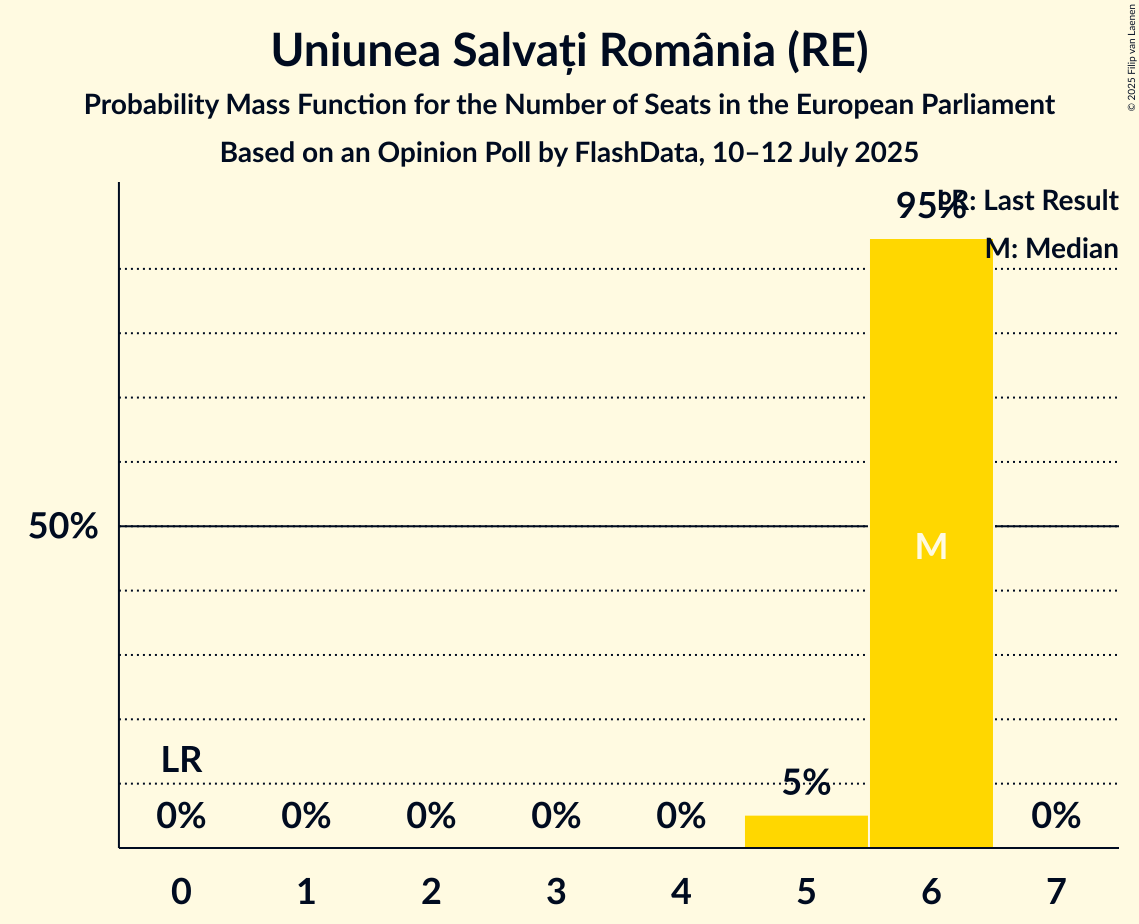 Uniunea Salvați România (RE)
Probability Mass Function for the Number of Seats in the European Parliament
Based on an Opinion Poll by FlashData, 10–12 July 2025
© 2025 Filip van Laenen
LR: Last Result
M: Median
95%
50%
M
LR
5%
0% 0% 0% 0% 0% 0%
0 1 2 3 4 5 6 7